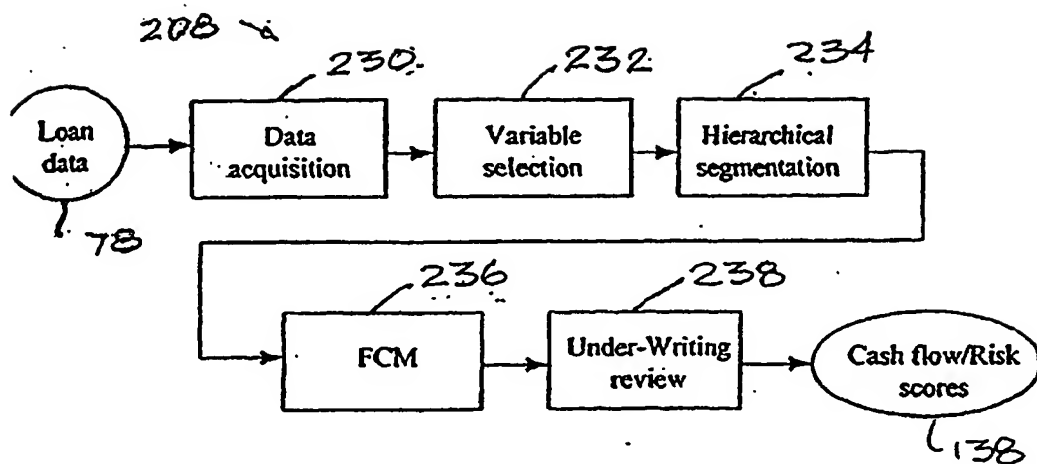 208
230
232
234
Loan
data
Data
acquisition
Variable
selection
Hierarchical
segmentation
78
236
238
FCM
Under-Writing
review
Cash flow/Risk
scores
138